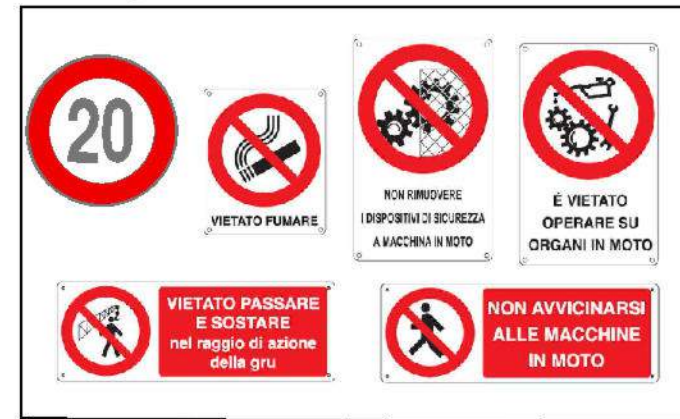 20
VIETATO FUMARE
NON RIMUOVERE
I DISPOSITIVI DI SICUREZZA
A MACCHINA IN MOTO
É VIETATO
OPERARE SU
ORGANI IN MOTO
VIETATO PASSARE
E SOSTARE
nel raggio di azione
della gru
NON AVVICINARSI
ALLE MACCHINE
IN MOTO